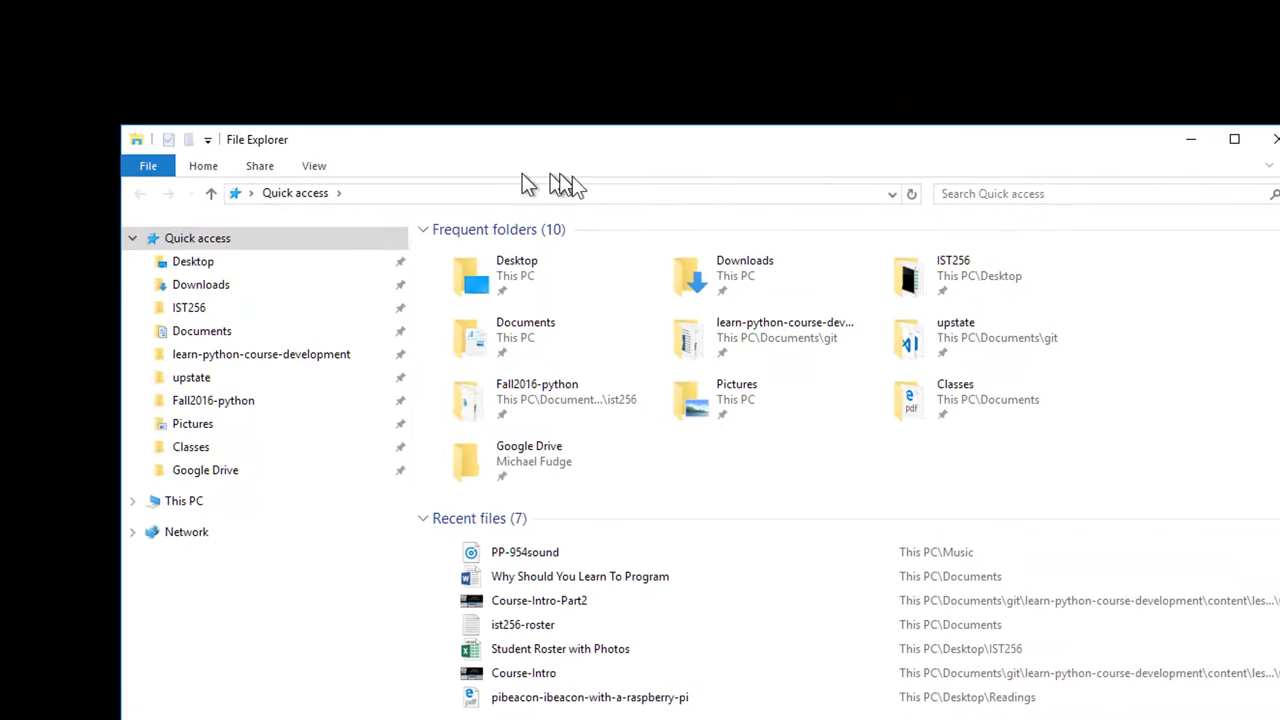 File Explorer
File Home Share View
Quick access
Search Quick access
Quick access
Desktop
Downloads
IST256
Documents
learn-python-course-development
upstate
Fall2016-python
Pictures
Classes
Google Drive
This PC
Network
Frequent folders (10)
Desktop
This PC
Downloads
This PC
IST256
This PC\Desktop
Documents
This PC
learn-python-course-dev...
This PC\Documents\git
upstate
This PC\Documents\git
Fall2016-python
This PC\Document...\ist256
Pictures
This PC
pdf
Classes
This PC\Documents
Google Drive
Michael Fudge
Recent files (7)
PP-954sound This PC\Music
Why Should You Learn To Program This PC\Documents
Course-Intro-Part2 This PC\Documents\git\learn-python-course-development\content\les...\
ist256-roster This PC\Documents
Student Roster with Photos This PC\Desktop\IST256
Course-Intro This PC\Documents\git\learn-python-course-development\content\les...\
pdf pibeacon-ibeacon-with-a-raspberry-pi This PC\Desktop\Readings